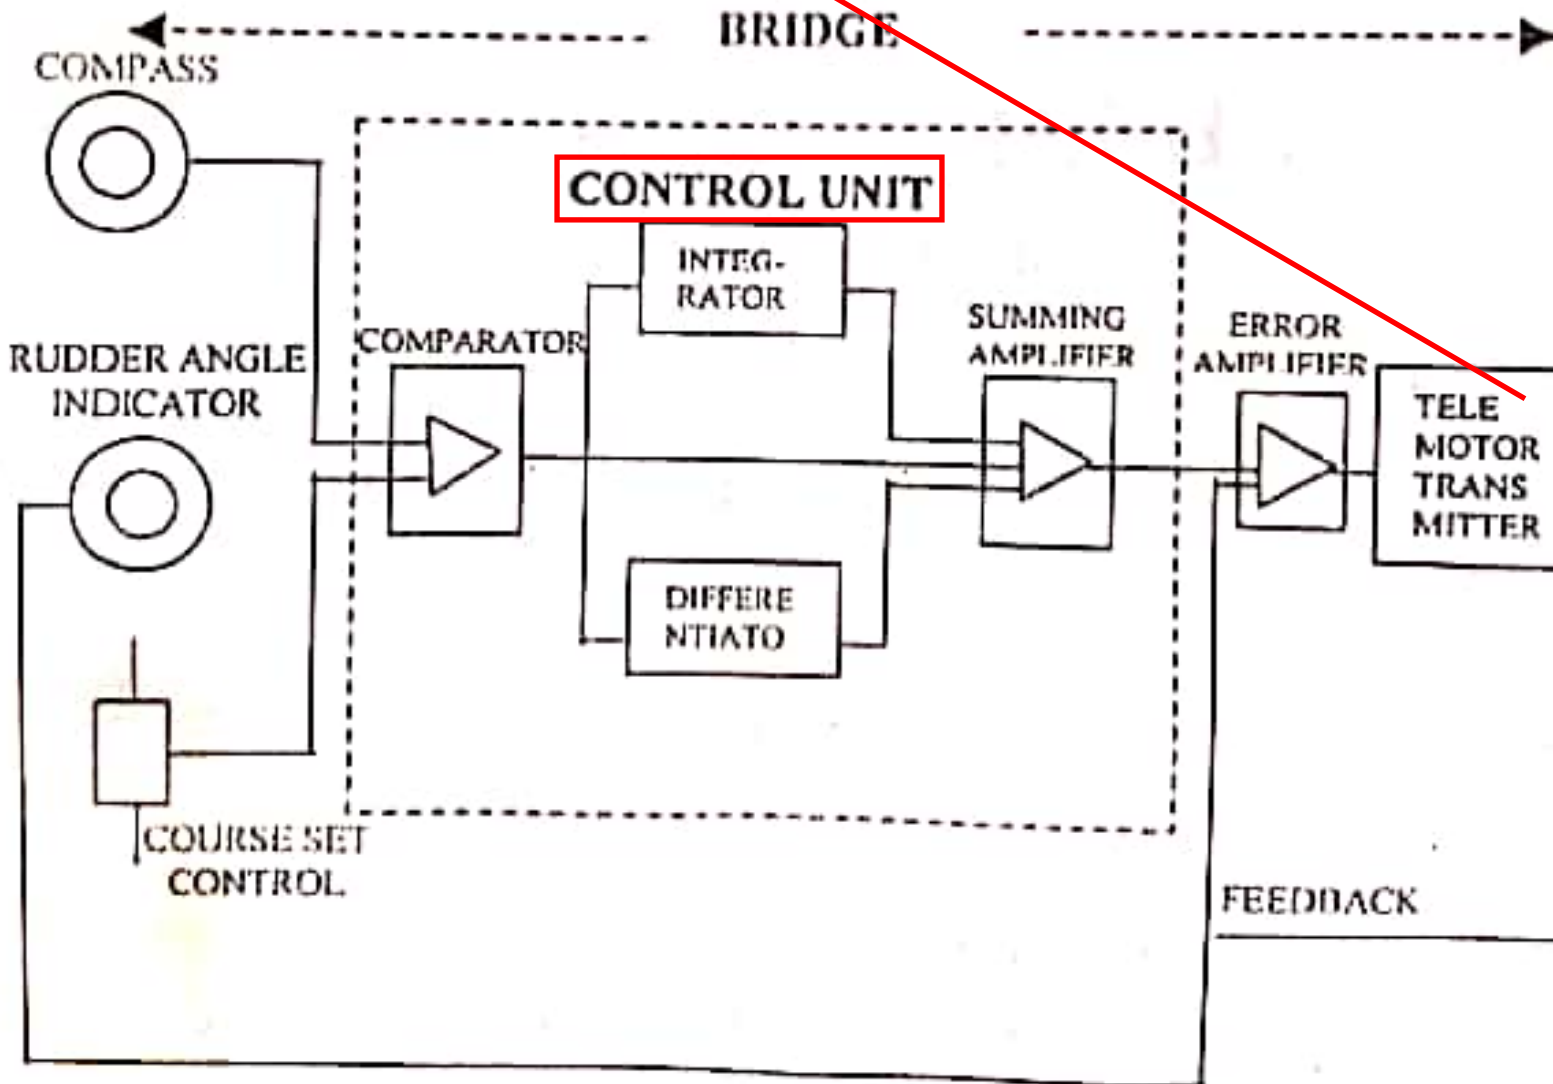 BRIDGE
COMPASS
CONTROL UNIT
INTEG-
RATOR
COMPARATOR
SUMMING
AMPLIFIER
ERROR
AMPLIFIER
RUDDER ANGLE
INDICATOR
TELE
MOTOR
TRANS
MITTER
DIFFERE
NTIATO
COURSE SET
CONTROL
FEEDBACK